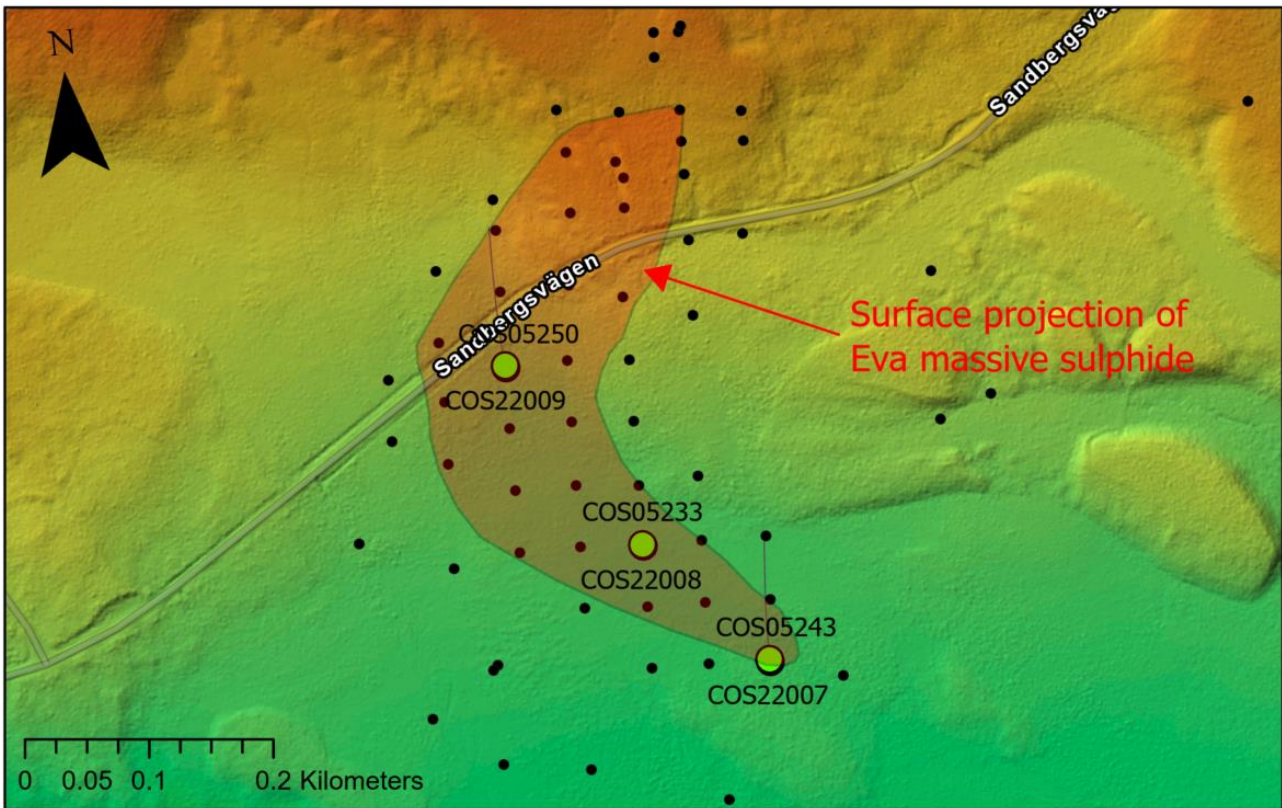 N
Sandbergsväg
Surface projection of
Eva massive sulphide
Sandbergsvägen
COS05250
COS22009
COS05233
COS22008
COS05243
COS22007
0 0.05 0.1 0.2 Kilometers